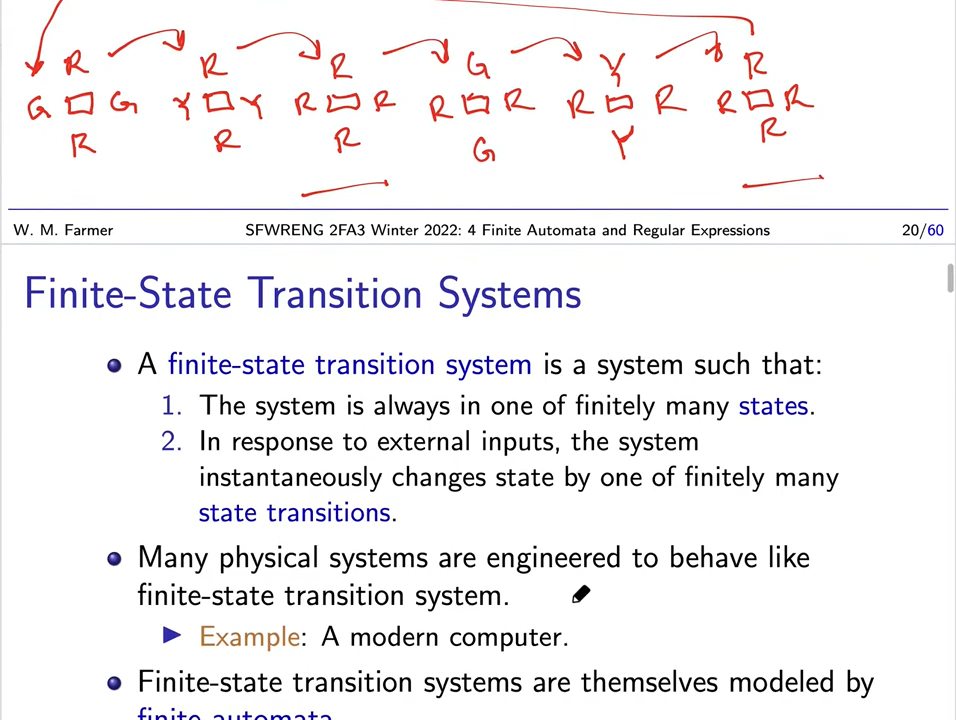 R R R G Y R
G G Y Y R R R R R R R R
R R R G Y R
W. M. Farmer SFWRENG 2FA3 Winter 2022: 4 Finite Automata and Regular Expressions 20/60
Finite-State Transition Systems
A finite-state transition system is a system such that:
1. The system is always in one of finitely many states.
2. In response to external inputs, the system
instantaneously changes state by one of finitely many
state transitions.
Many physical systems are engineered to behave like
finite-state transition system.
Example: A modern computer.
Finite-state transition systems are themselves modeled by
finite automata